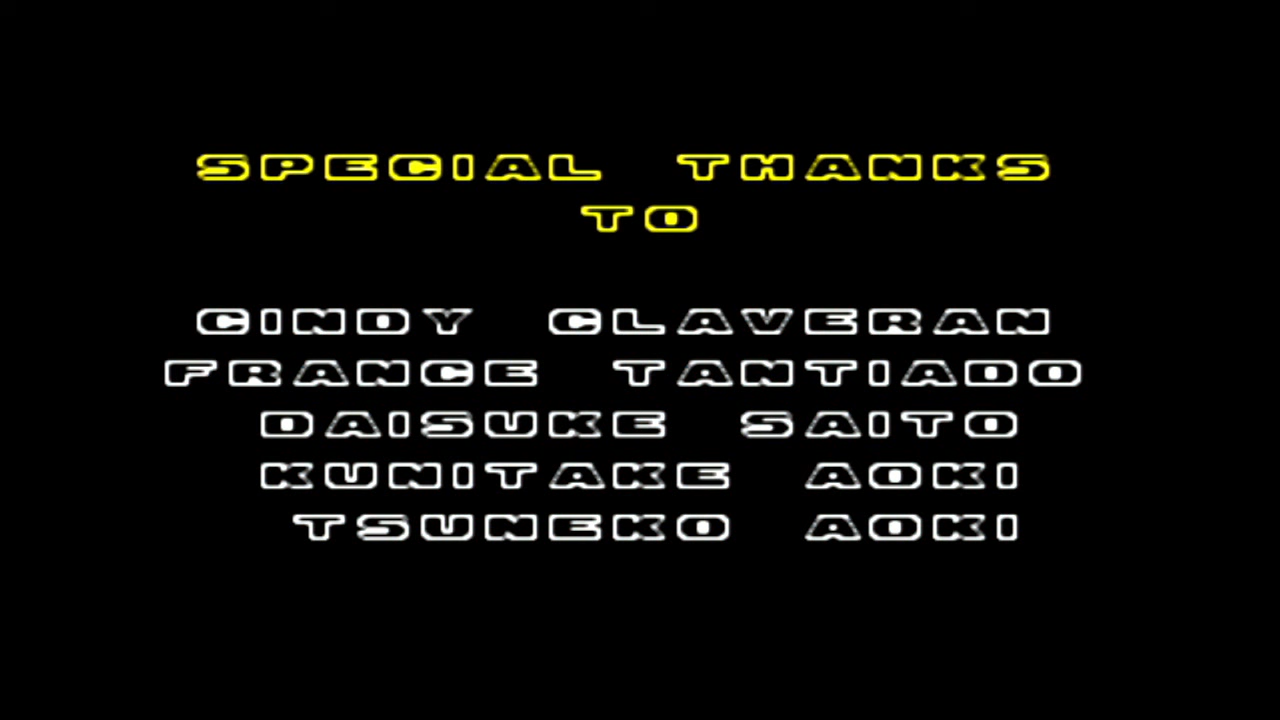 SPECIAL THANKS
TO
CINDY CLAVERAN
FRANCE TANTIADO
DAISUKE SAITO
KUNITAKE AOKI
TSUNEKO AOKI